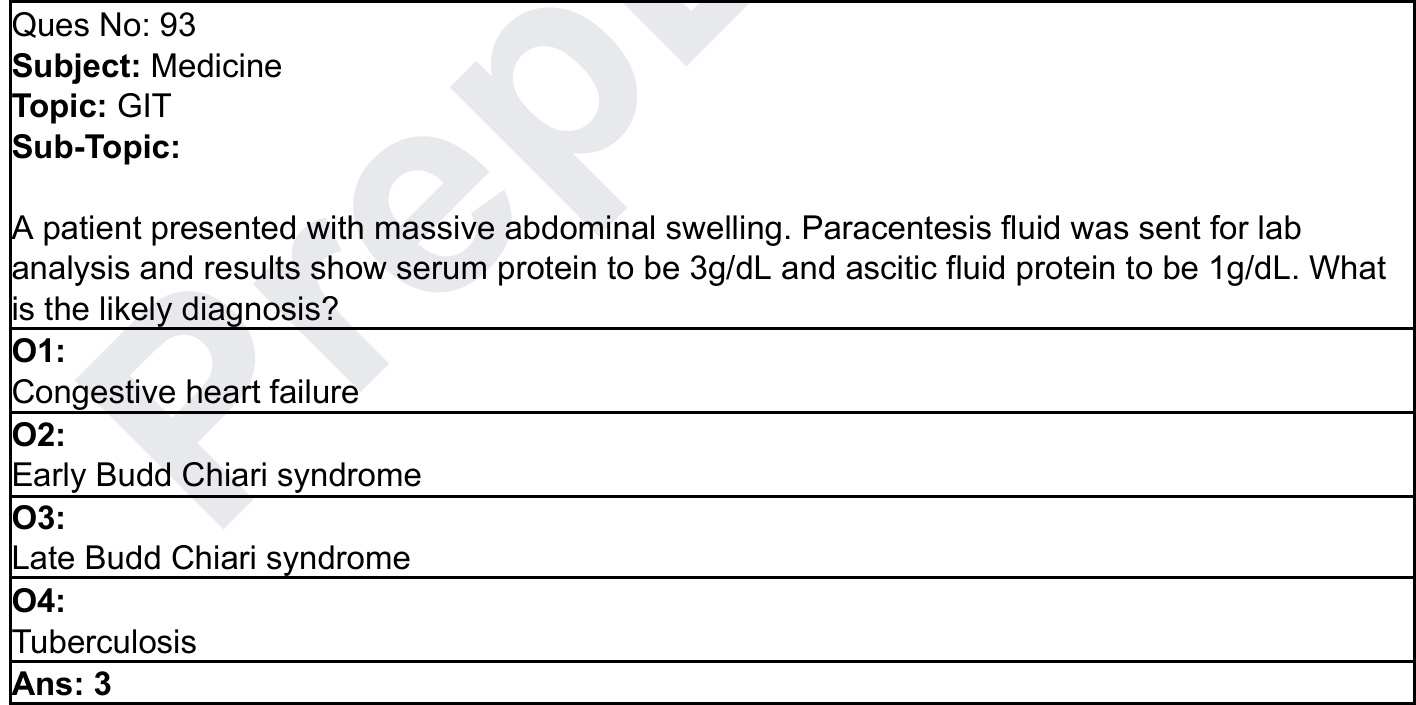 Ques No: 93
Subject: Medicine
Topic: GIT
Sub-Topic:
A patient presented with massive abdominal swelling. Paracentesis fluid was sent for lab
analysis and results show serum protein to be 3g/dL and ascitic fluid protein to be 1g/dL. What
is the likely diagnosis?
O1:
Congestive heart failure
O2:
Early Budd Chiari syndrome
O3:
Late Budd Chiari syndrome
O4:
Tuberculosis
Ans: 3
Prep